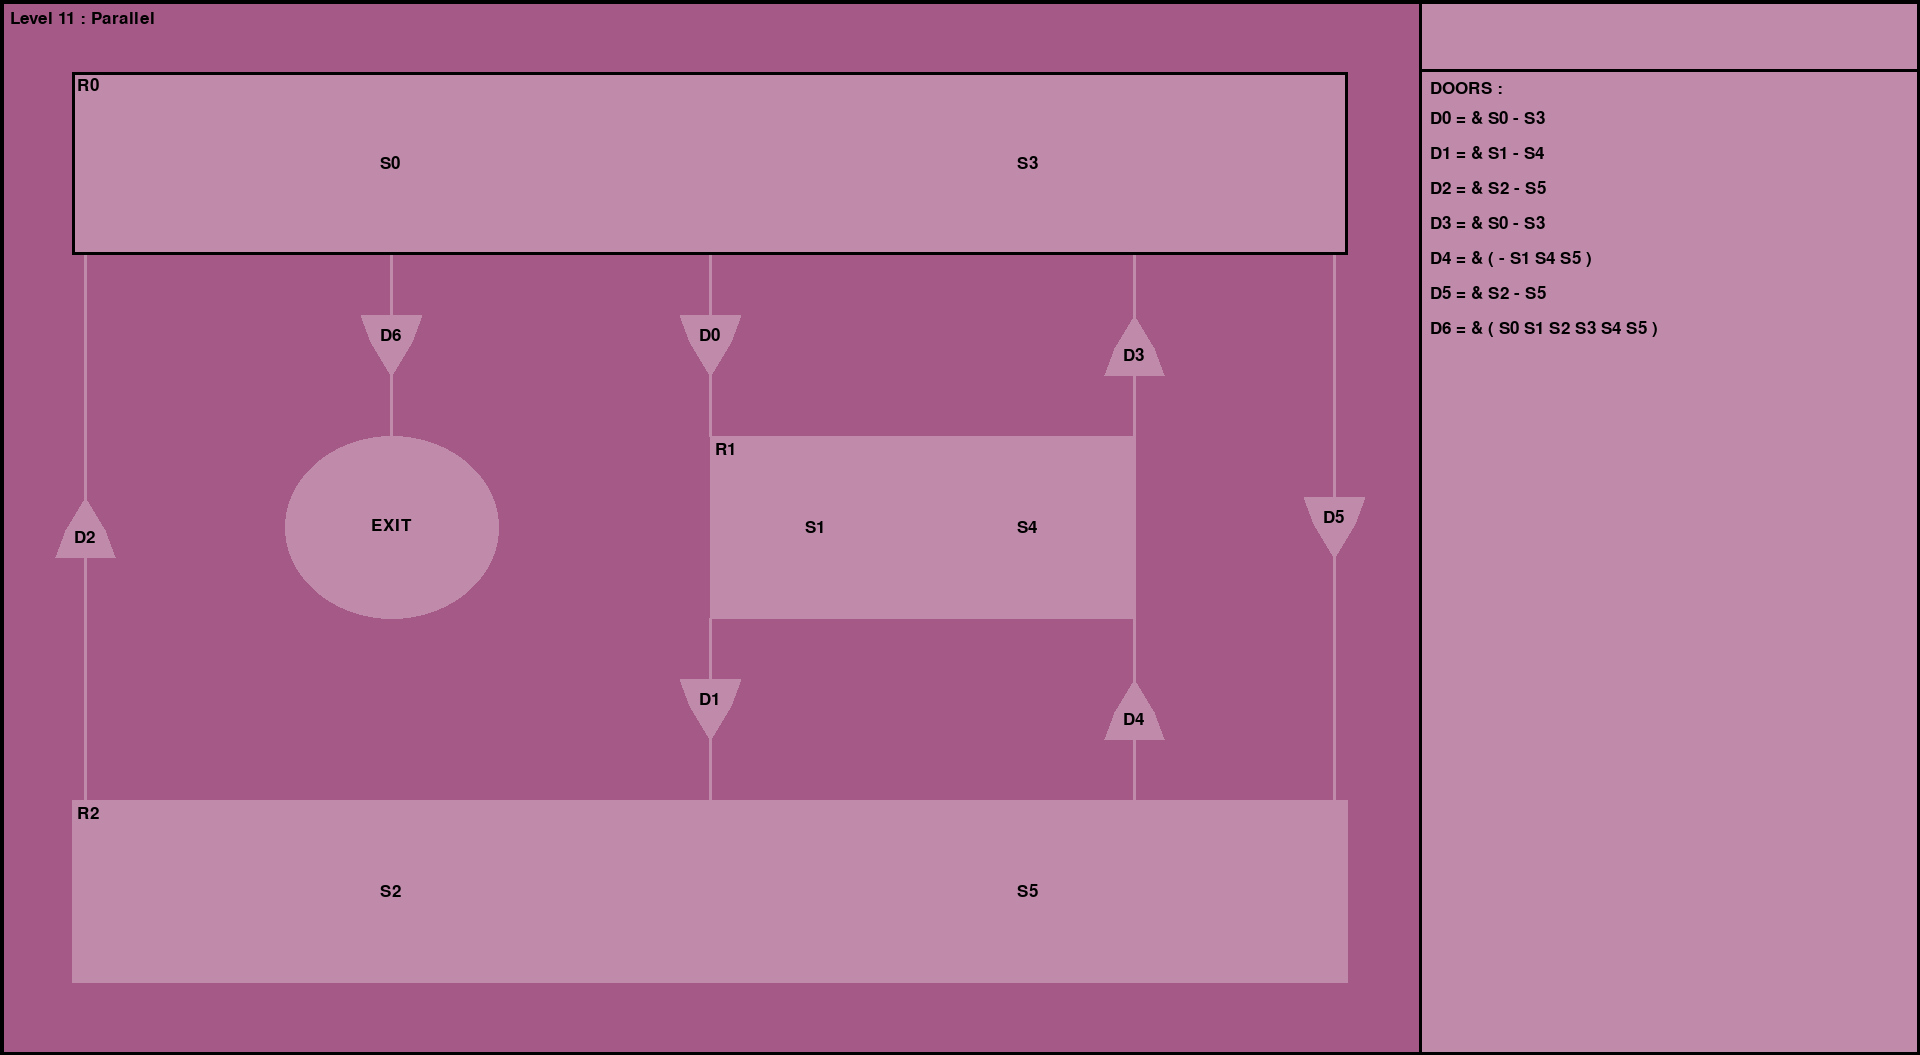 Level 11 : Parallel
R0
S0
S3
D6
D0
D3
R1
EXIT
S1
S4
D5
D2
D1
D4
R2
S2
S5
DOORS :
D0 = & S0 - S3
D1 = & S1 - S4
D2 = & S2 - S5
D3 = & S0 - S3
D4 = & ( - S1 S4 S5 )
D5 = & S2 - S5
D6 = & ( S0 S1 S2 S3 S4 S5 )